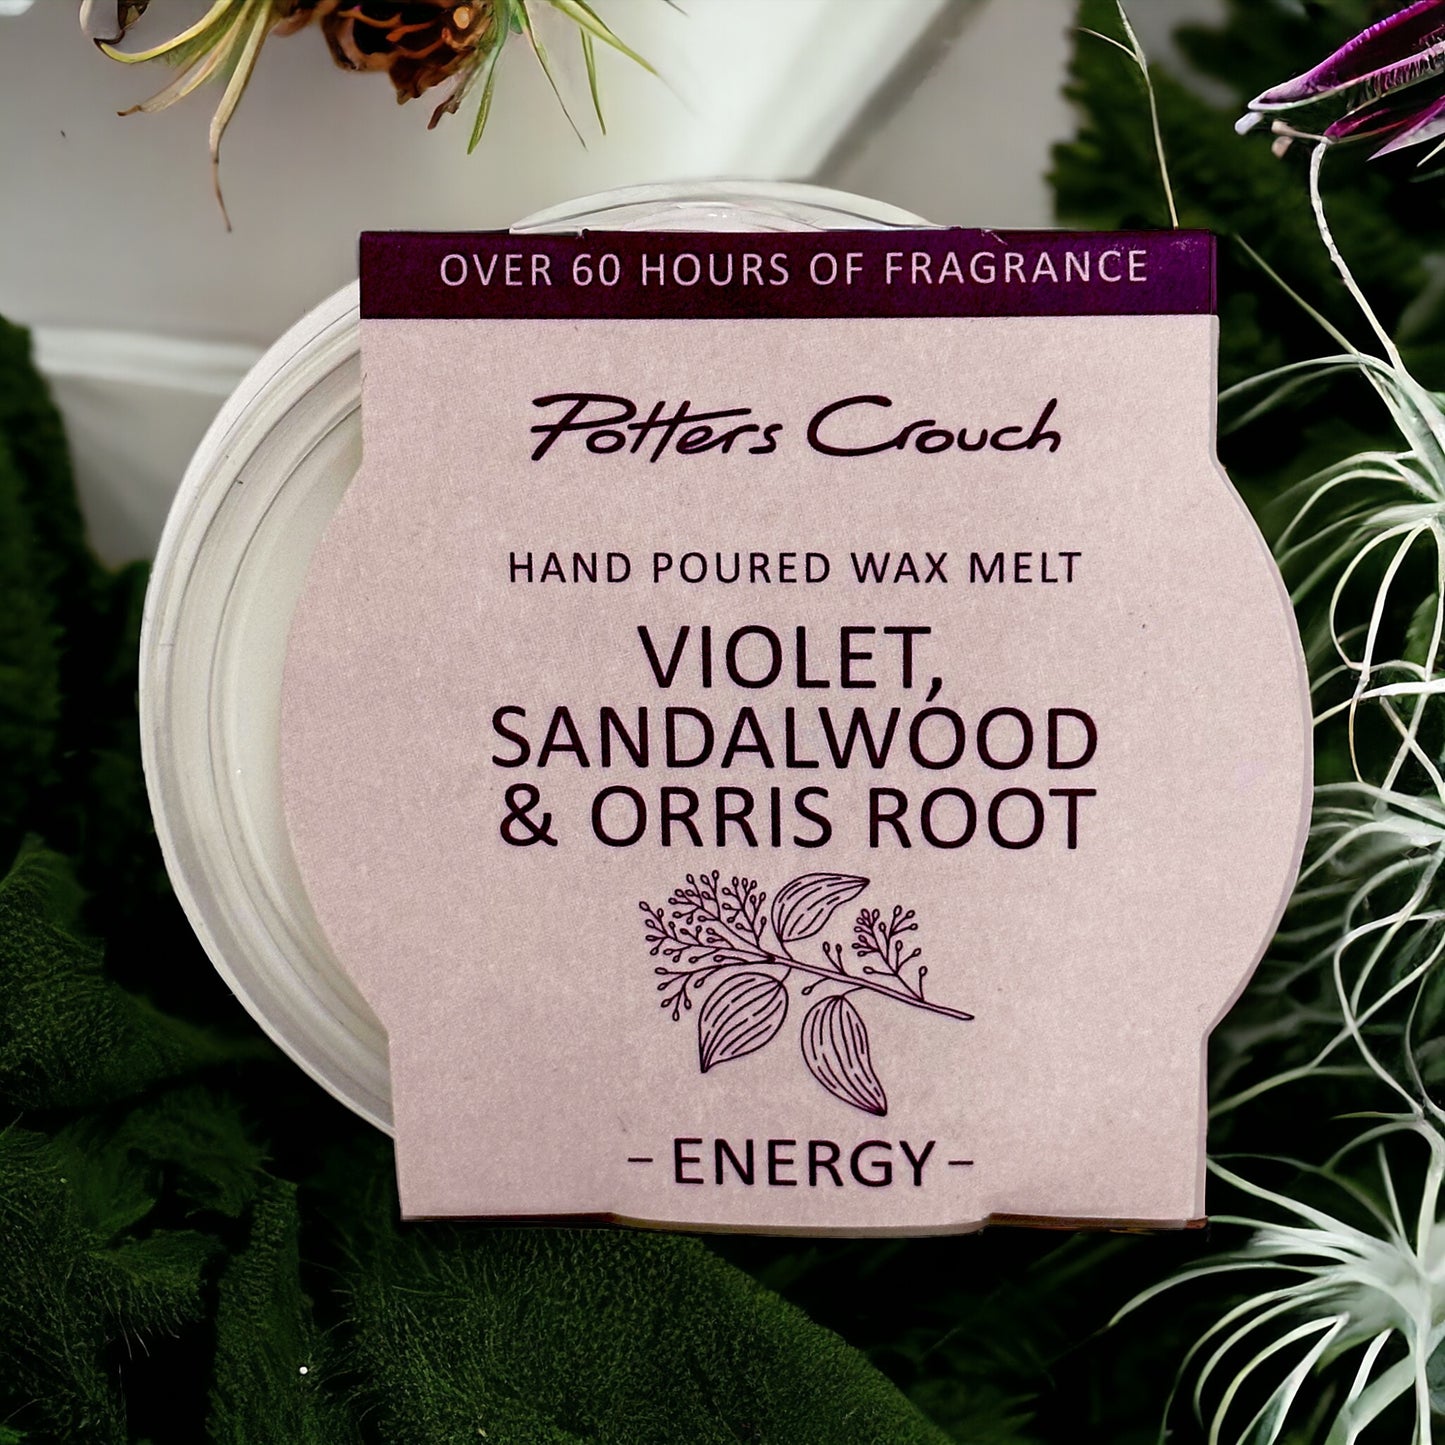 OVER 60 HOURS OF FRAGRANCE
Potters Crouch
HAND POURED WAX MELT
VIOLET,
SANDALWOOD
& ORRIS ROOT
- ENERGY -